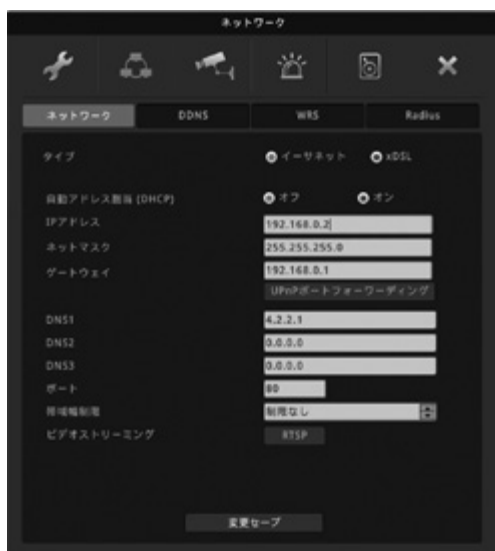 ネットワーク
ネットワーク DDNS WRS Radius
タイプ イーサネット xDSL
自動アドレス割当 (DHCP) オフ オン
IPアドレス 192.168.0.2
ネットマスク 255.255.255.0
ゲートウェイ 192.168.0.1
UPnPポートフォーワーディング
DNS1 4.2.2.1
DNS2 0.0.0.0
DNS3 0.0.0.0
ポート 80
帯域幅制限 制限なし
ビデオストリーミング RTSP
変更セーブ